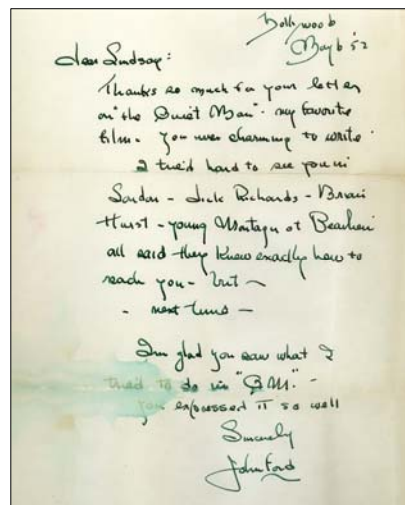 Hollywood
May 6 '52
dear Lindsay:
Thanks so much for your letter
on "the Quiet Man" - my favorite
film. You were charming to write
I tried hard to see you in
London - Dick Richards - Brian
Hurst - young Montagu of Beaulieu
all said they knew exactly how to
reach you - but -
- next time -
I'm glad you saw what I
tried to do in "Q.M." -
you expressed it so well
Sincerely
John Ford